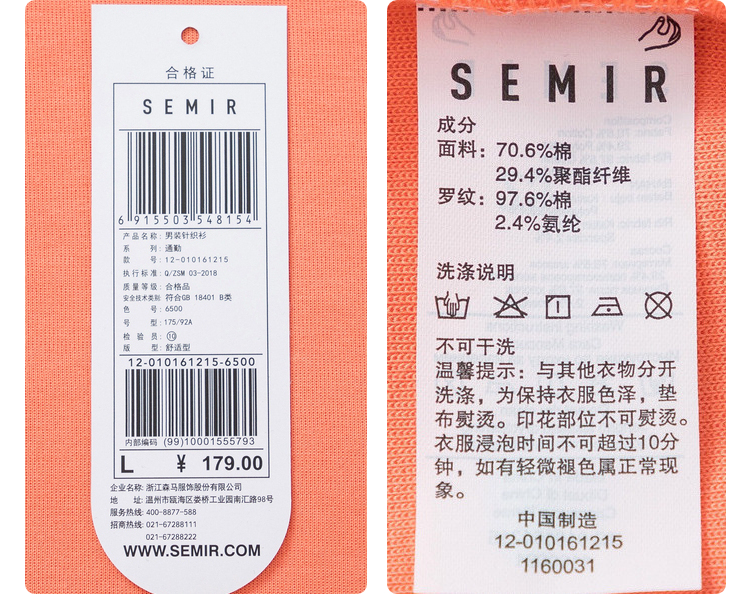 合格证
SEMIR
6 915503 548154
产品名称: 男装针织衫
系 列: 通勤
款 号: 12-010161215
执行标准: Q/ZSM 03-2018
质量等级: 合格品
安全技术类别: 符合GB 18401 B类
色 号: 6500
号 型: 175/92A
检 验 员: ⑩
版 型: 舒适型
12-010161215-6500
内部编码 (99)10001555793
L ¥ 179.00
企业名称: 浙江森马服饰股份有限公司
地 址: 温州市瓯海区娄桥工业园南汇路98号
服务热线: 400-8877-588
招商热线: 021-67288111
021-67288222
WWW.SEMIR.COM
SEMIR
成分
面料: 70.6%棉
29.4%聚酯纤维
罗纹: 97.6%棉
2.4%氨纶
洗涤说明
不可干洗
温馨提示: 与其他衣物分开
洗涤，为保持衣服色泽，垫
布熨烫。印花部位不可熨烫。
衣服浸泡时间不可超过10分
钟，如有轻微褪色属正常现
象。
中国制造
12-010161215
1160031